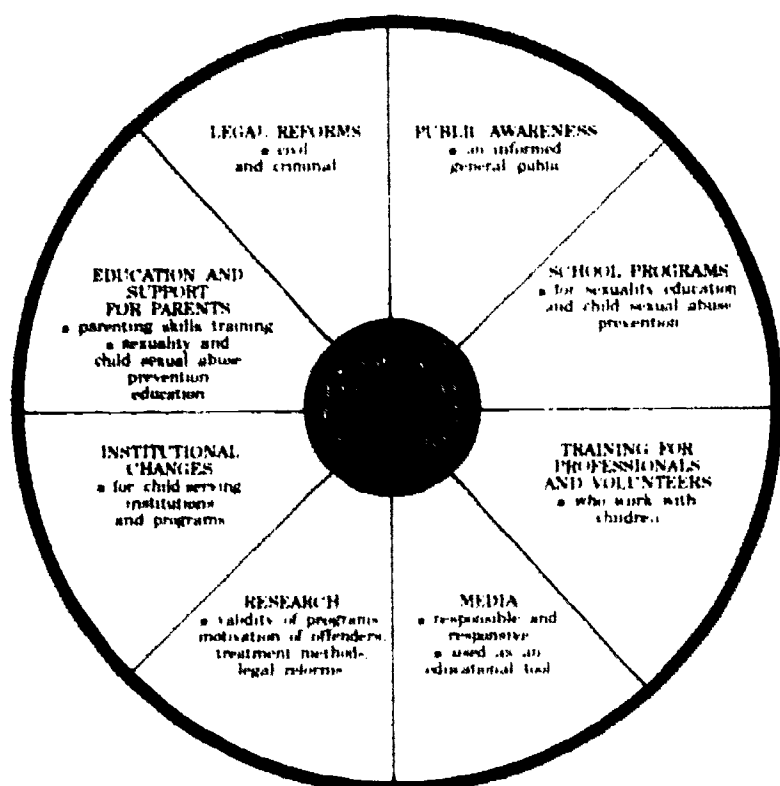 LEGAL REFORMS
▪ civil
and criminal
PUBLIC AWARENESS
▪ an informed
general public
SCHOOL PROGRAMS
▪ for sexuality education
and child sexual abuse
prevention
TRAINING FOR
PROFESSIONALS
AND VOLUNTEERS
▪ who work with
children
MEDIA
▪ responsible and
responsive
▪ used as an
educational tool
RESEARCH
▪ validity of programs
motivation of offenders,
treatment methods,
legal reforms
INSTITUTIONAL
CHANGES
▪ for child-serving
institutions
and programs
EDUCATION AND
SUPPORT
FOR PARENTS
▪ parenting skills training
▪ sexuality and
child sexual abuse
prevention
education